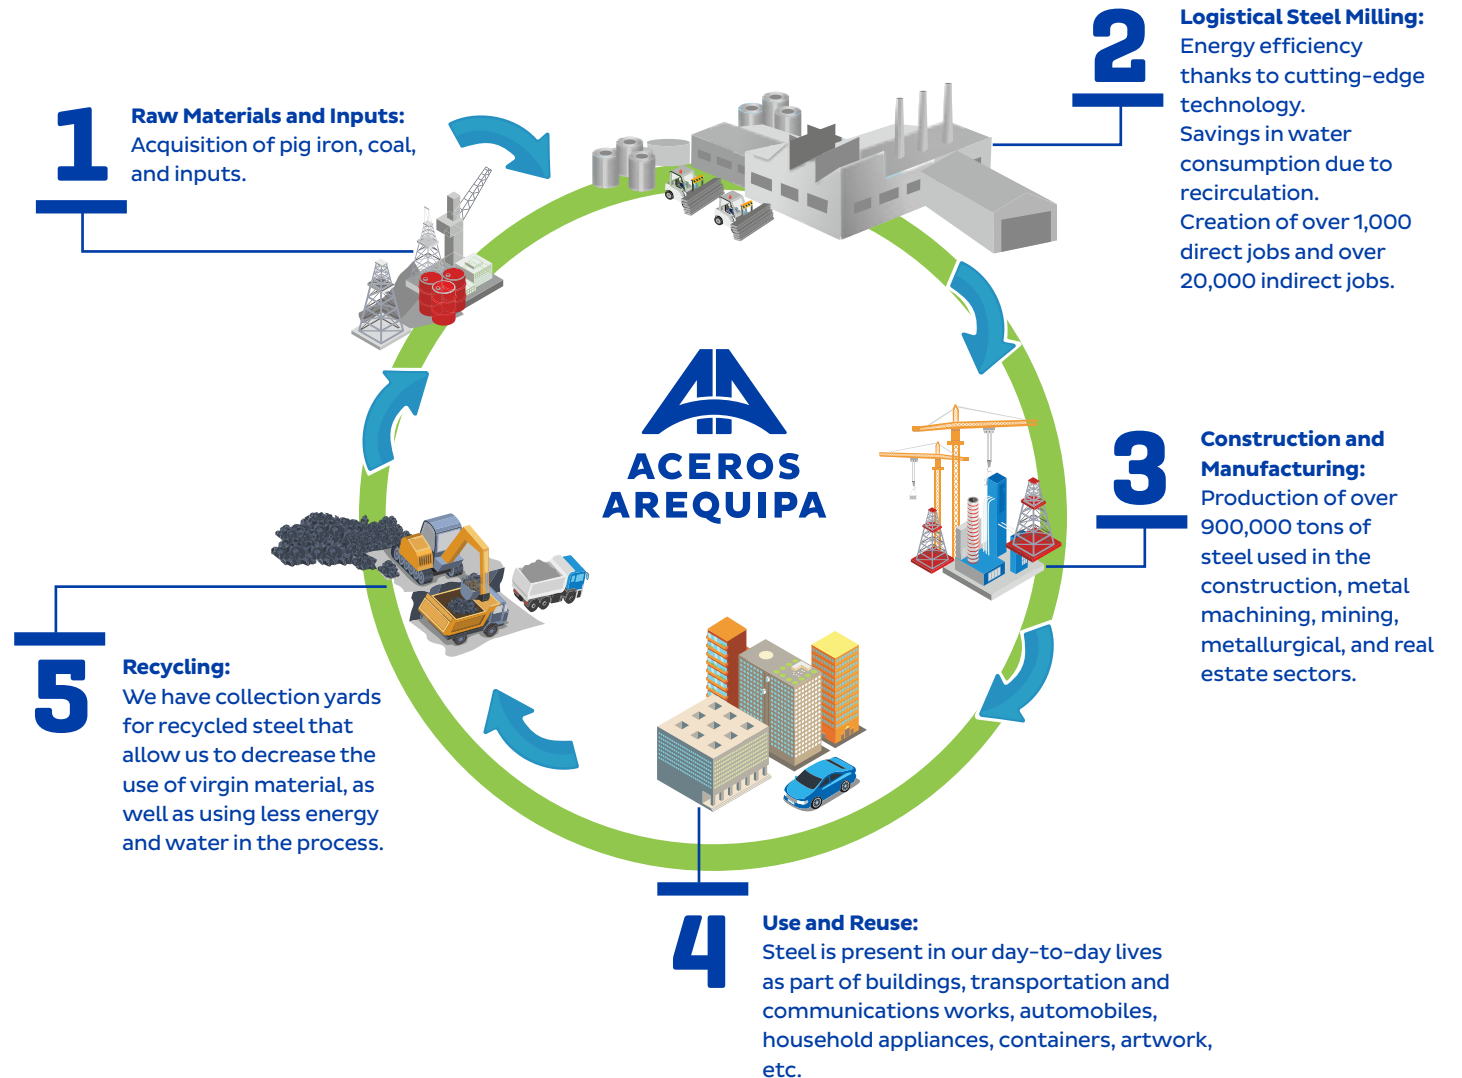 1
Raw Materials and Inputs:
Acquisition of pig iron, coal,
and inputs.
2
Logistical Steel Milling:
Energy efficiency
thanks to cutting-edge
technology.
Savings in water
consumption due to
recirculation.
Creation of over 1,000
direct jobs and over
20,000 indirect jobs.
ACEROS
AREQUIPA
3
Construction and
Manufacturing:
Production of over
900,000 tons of
steel used in the
construction, metal
machining, mining,
metallurgical, and real
estate sectors.
4
Use and Reuse:
Steel is present in our day-to-day lives
as part of buildings, transportation and
communications works, automobiles,
household appliances, containers, artwork,
etc.
5
Recycling:
We have collection yards
for recycled steel that
allow us to decrease the
use of virgin material, as
well as using less energy
and water in the process.